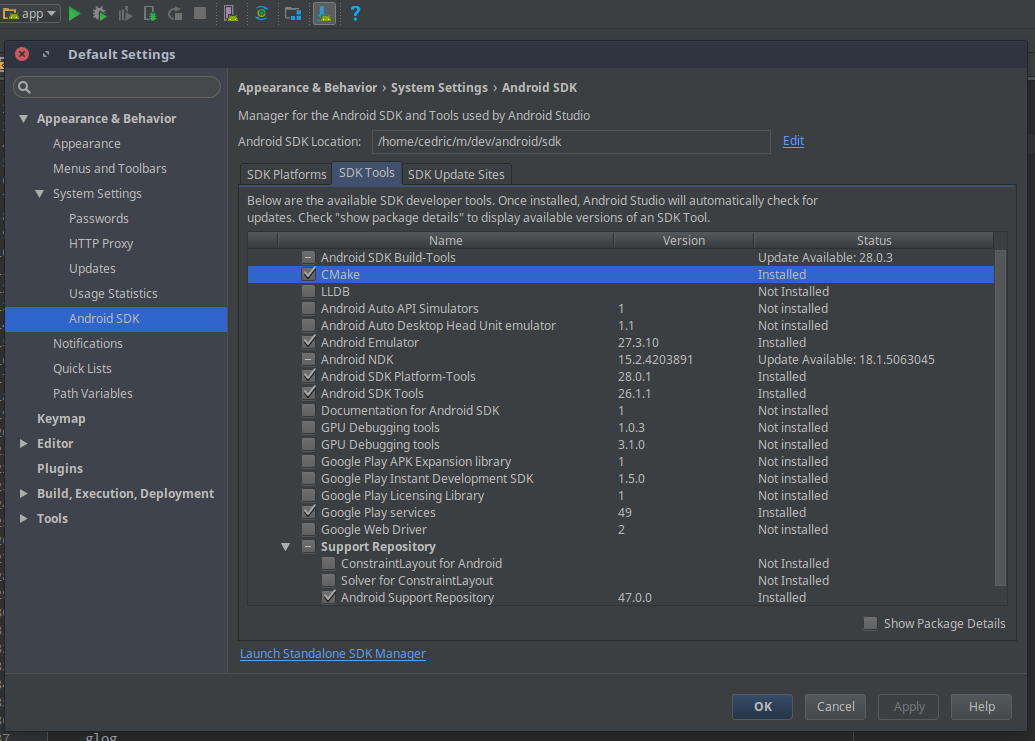 app
Default Settings
Appearance & Behavior › System Settings › Android SDK
Manager for the Android SDK and Tools used by Android Studio
Android SDK Location: /home/cedric/m/dev/android/sdk Edit
Appearance & Behavior
Appearance
Menus and Toolbars
System Settings
Passwords
HTTP Proxy
Updates
Usage Statistics
Android SDK
Notifications
Quick Lists
Path Variables
Keymap
Editor
Plugins
Build, Execution, Deployment
Tools
SDK Platforms SDK Tools SDK Update Sites
Below are the available SDK developer tools. Once installed, Android Studio will automatically check for
updates. Check "show package details" to display available versions of an SDK Tool.
Name Version Status
Android SDK Build-Tools Update Available: 28.0.3
CMake Installed
LLDB Not Installed
Android Auto API Simulators 1 Not installed
Android Auto Desktop Head Unit emulator 1.1 Not installed
Android Emulator 27.3.10 Installed
Android NDK 15.2.4203891 Update Available: 18.1.5063045
Android SDK Platform-Tools 28.0.1 Installed
Android SDK Tools 26.1.1 Installed
Documentation for Android SDK 1 Not installed
GPU Debugging tools 1.0.3 Not installed
GPU Debugging tools 3.1.0 Not installed
Google Play APK Expansion library 1 Not installed
Google Play Instant Development SDK 1.5.0 Not installed
Google Play Licensing Library 1 Not installed
Google Play services 49 Installed
Google Web Driver 2 Not installed
Support Repository
ConstraintLayout for Android Not Installed
Solver for ConstraintLayout Not Installed
Android Support Repository 47.0.0 Installed
Show Package Details
Launch Standalone SDK Manager
OK Cancel Apply Help
glog